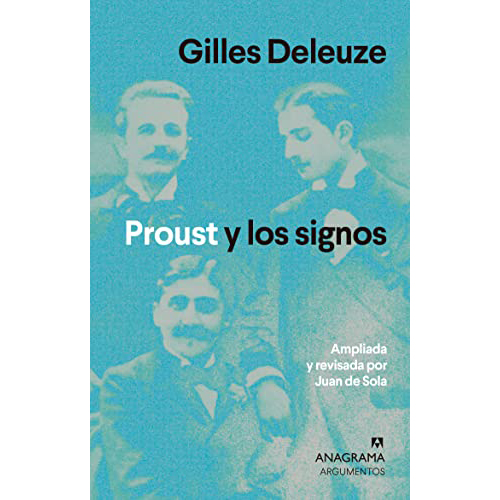 Gilles Deleuze
Proust y los signos
Ampliada
y revisada por
Juan de Sola
ANAGRAMA
ARGUMENTOS